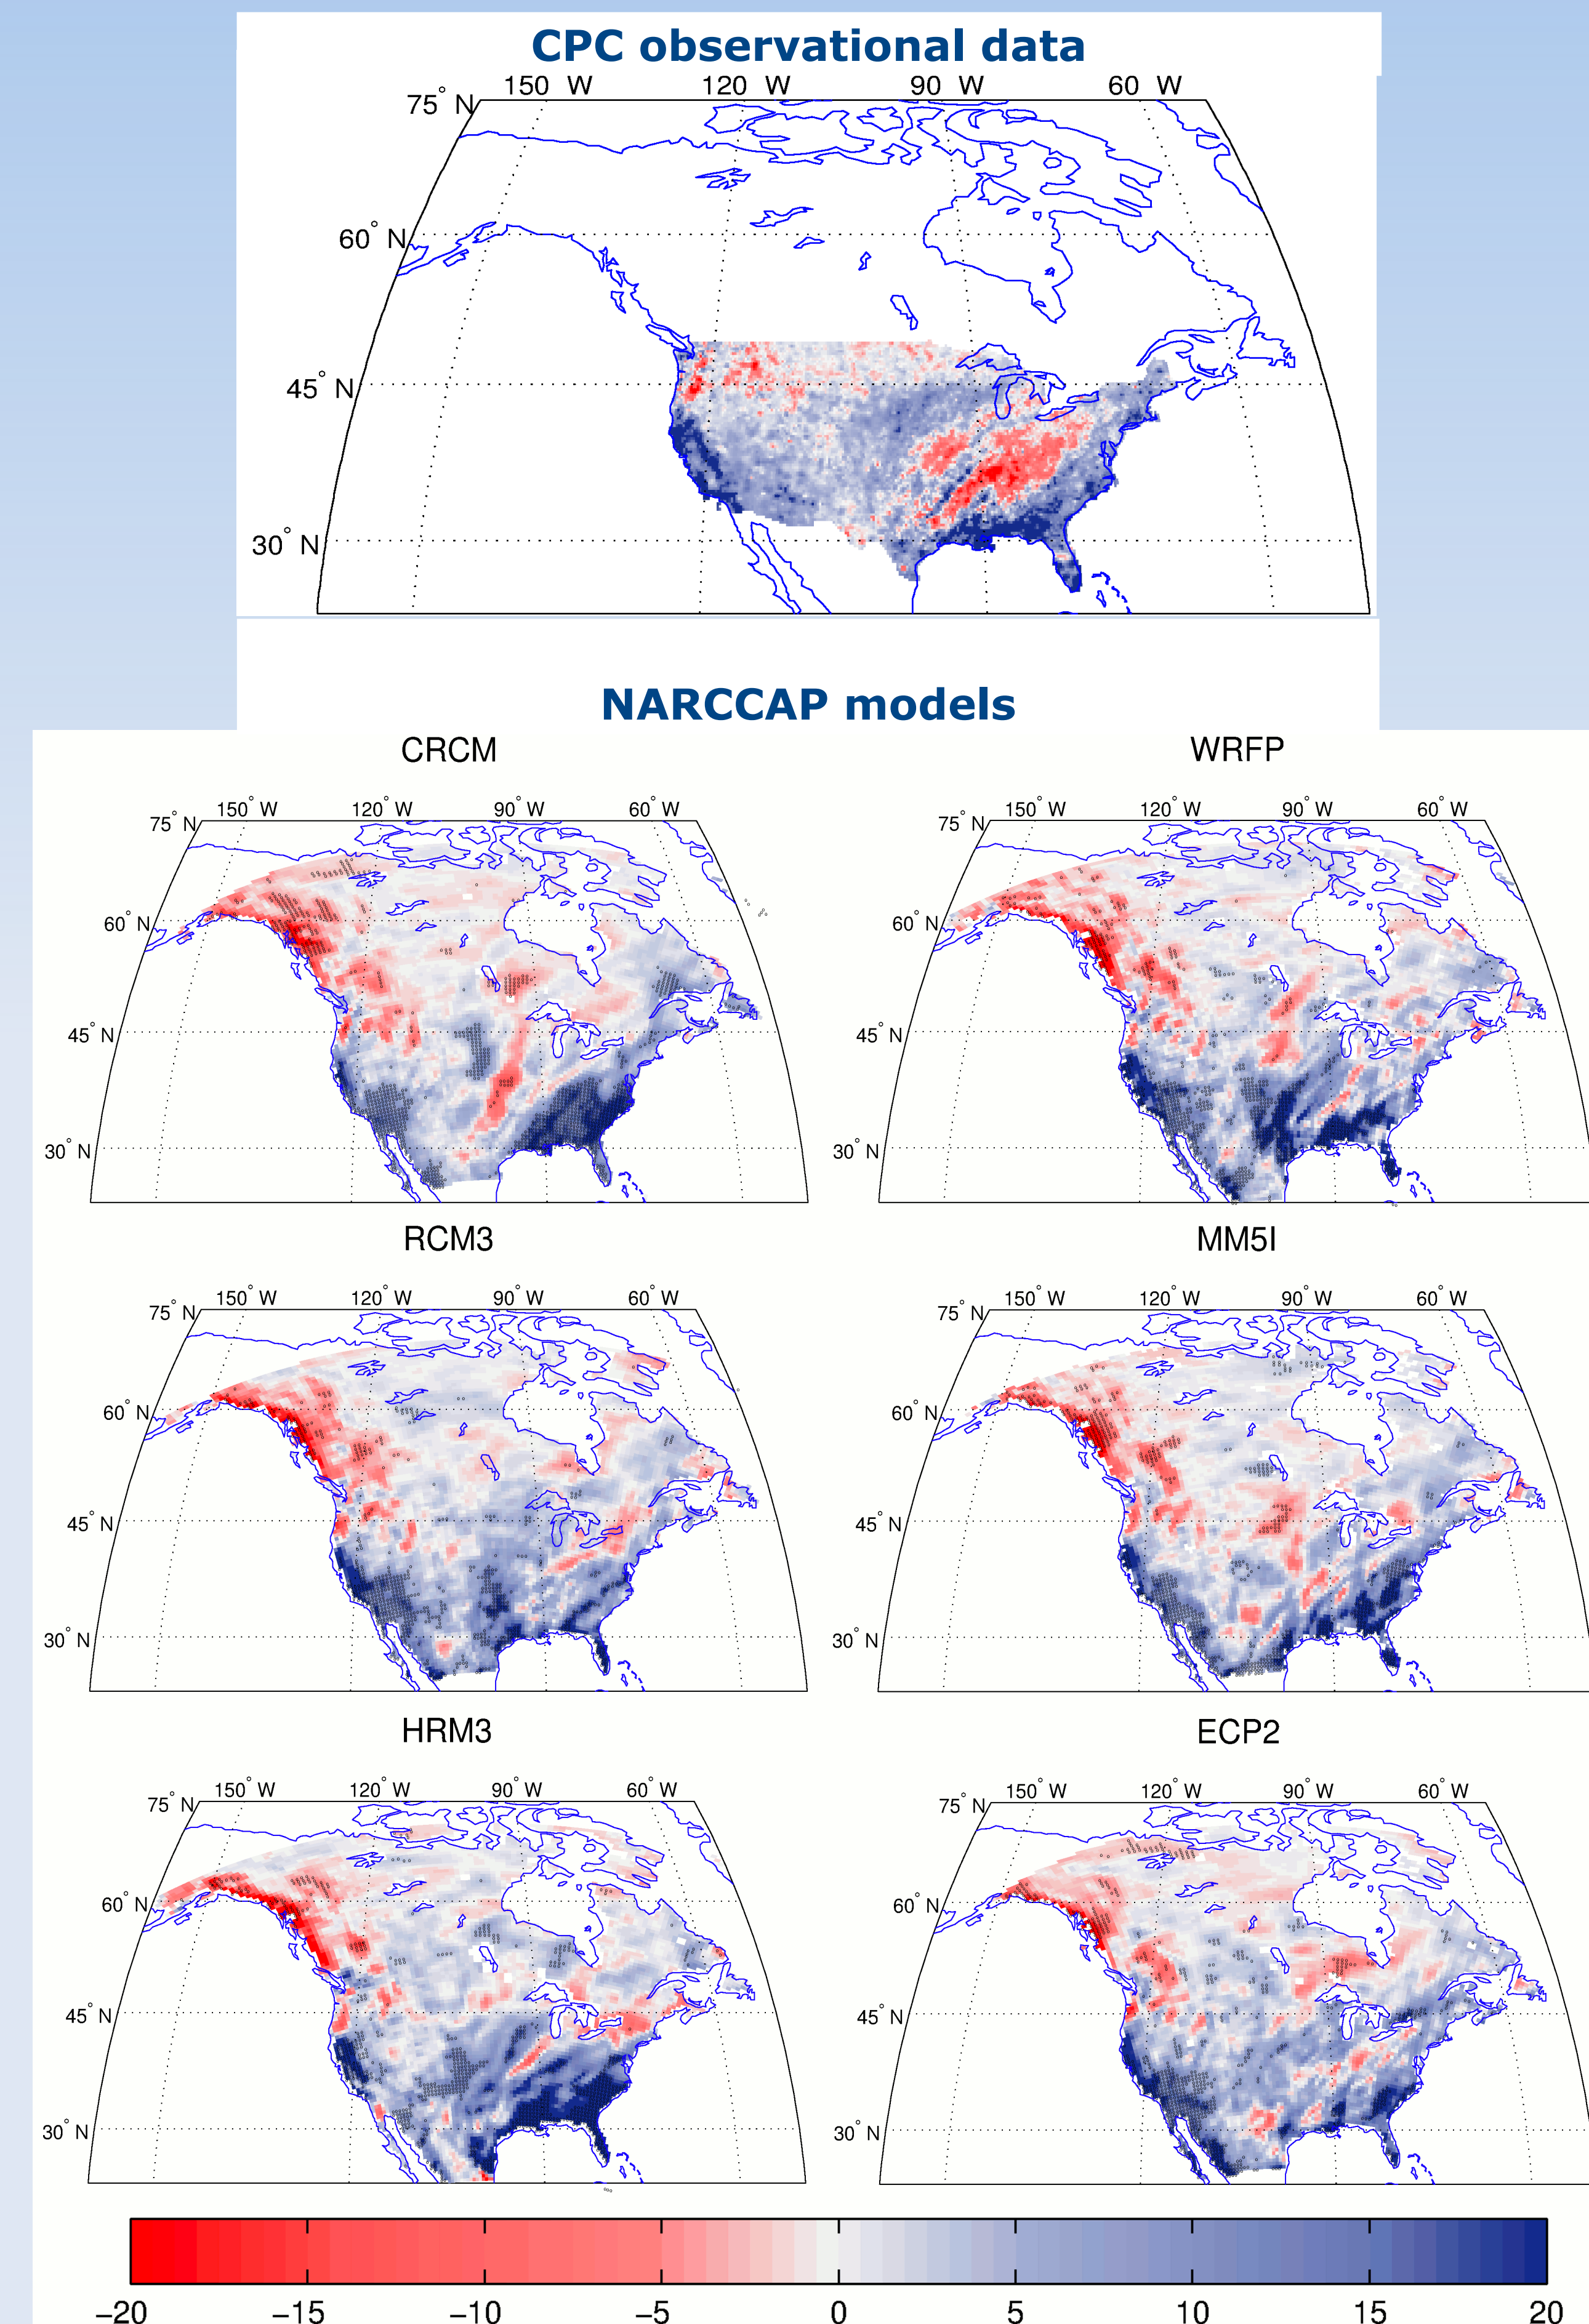 CPC observational data
150 W 120 W 90 W 60 W
75° N
60° N
45° N
30° N
NARCCAP models
CRCM
150° W 120° W 90° W 60° W
75° N
60° N
45° N
30° N
WRFP
150° W 120° W 90° W 60° W
75° N
60° N
45° N
30° N
RCM3
150° W 120° W 90° W 60° W
75° N
60° N
45° N
30° N
MM5I
150° W 120° W 90° W 60° W
75° N
60° N
45° N
30° N
HRM3
150° W 120° W 90° W 60° W
75° N
60° N
45° N
30° N
ECP2
150° W 120° W 90° W 60° W
75° N
60° N
45° N
30° N
−20 −15 −10 −5 0 5 10 15 20